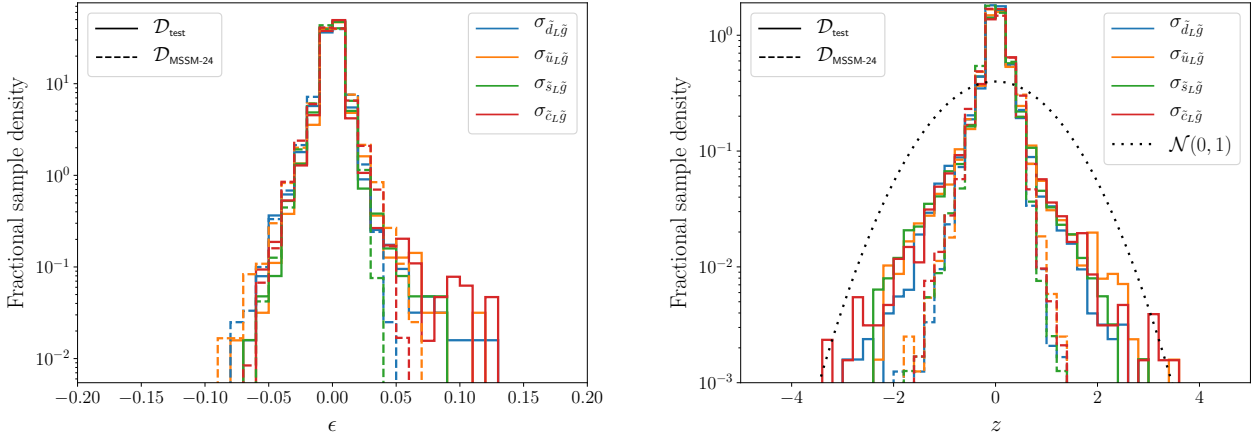 𝒟_test
𝒟_MSSM-24
σ_{d̃_L g̃}
σ_{ũ_L g̃}
σ_{s̃_L g̃}
σ_{c̃_L g̃}
Fractional sample density
10^1
10^0
10^{-1}
10^{-2}
−0.20 −0.15 −0.10 −0.05 0.00 0.05 0.10 0.15 0.20
ϵ
𝒟_test
𝒟_MSSM-24
σ_{d̃_L g̃}
σ_{ũ_L g̃}
σ_{s̃_L g̃}
σ_{c̃_L g̃}
𝒩(0, 1)
Fractional sample density
10^0
10^{-1}
10^{-2}
10^{-3}
−4 −2 0 2 4
z